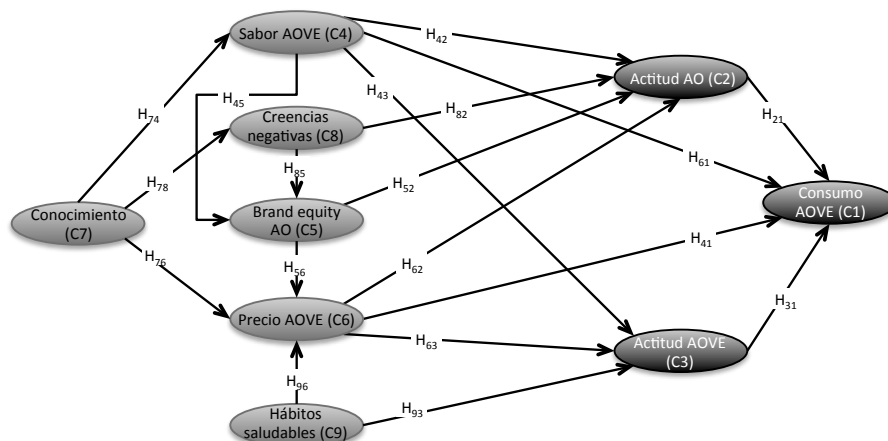 Sabor AOVE (C4)
H42
Actitud AO (C2)
H43
H45
H74
Creencias
negativas (C8)
H82
H21
H61
H78
H85
H52
Conocimiento
(C7)
Brand equity
AO (C5)
Consumo
AOVE (C1)
H41
H76
H56
H62
Precio AOVE (C6)
H63
H31
Actitud AOVE
(C3)
H96
H93
Hábitos
saludables (C9)